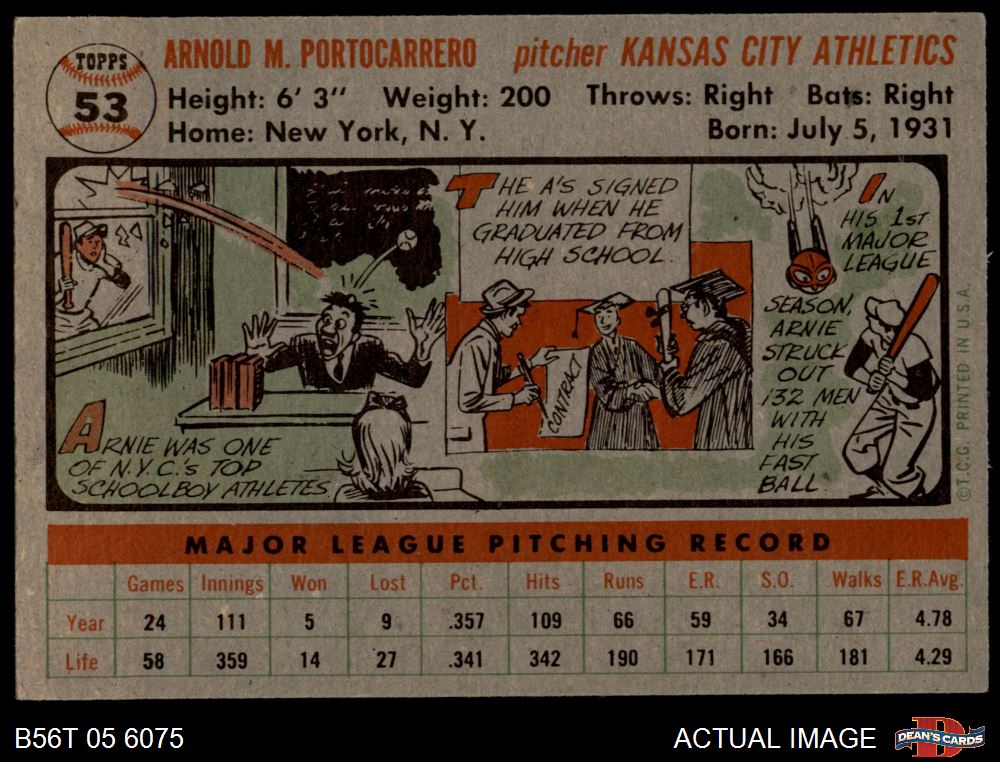 TOPPS
53
ARNOLD M. PORTOCARRERO pitcher KANSAS CITY ATHLETICS
Height: 6' 3" Weight: 200 Throws: Right Bats: Right
Home: New York, N. Y. Born: July 5, 1931
ARNIE WAS ONE
OF N.Y.C.'s TOP
SCHOOLBOY ATHLETES
THE A'S SIGNED
HIM WHEN HE
GRADUATED FROM
HIGH SCHOOL.
CONTRACT
IN
HIS 1ST
MAJOR
LEAGUE
SEASON,
ARNIE
STRUCK
OUT
132 MEN
WITH
HIS
FAST
BALL.
©T.C.G. PRINTED IN U.S.A.
MAJOR LEAGUE PITCHING RECORD
Games Innings Won Lost Pct. Hits Runs E.R. S.O. Walks E.R.Avg.
Year 24 111 5 9 .357 109 66 59 34 67 4.78
Life 58 359 14 27 .341 342 190 171 166 181 4.29
B56T 05 6075 ACTUAL IMAGE DEAN'S CARDS